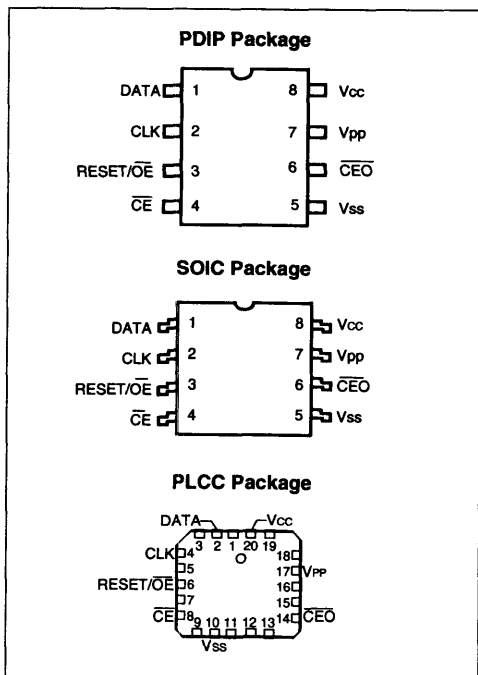 PDIP Package
DATA 1 8 Vcc
CLK 2 7 Vpp
RESET/OE 3 6 CEO
CE 4 5 Vss
SOIC Package
DATA 1 8 Vcc
CLK 2 7 Vpp
RESET/OE 3 6 CEO
CE 4 5 Vss
PLCC Package
DATA VCC
3 2 1 20 19
CLK 4 18
5 17 VPP
RESET/OE 6 16
7 15
CE 8 14 CEO
9 10 11 12 13
Vss